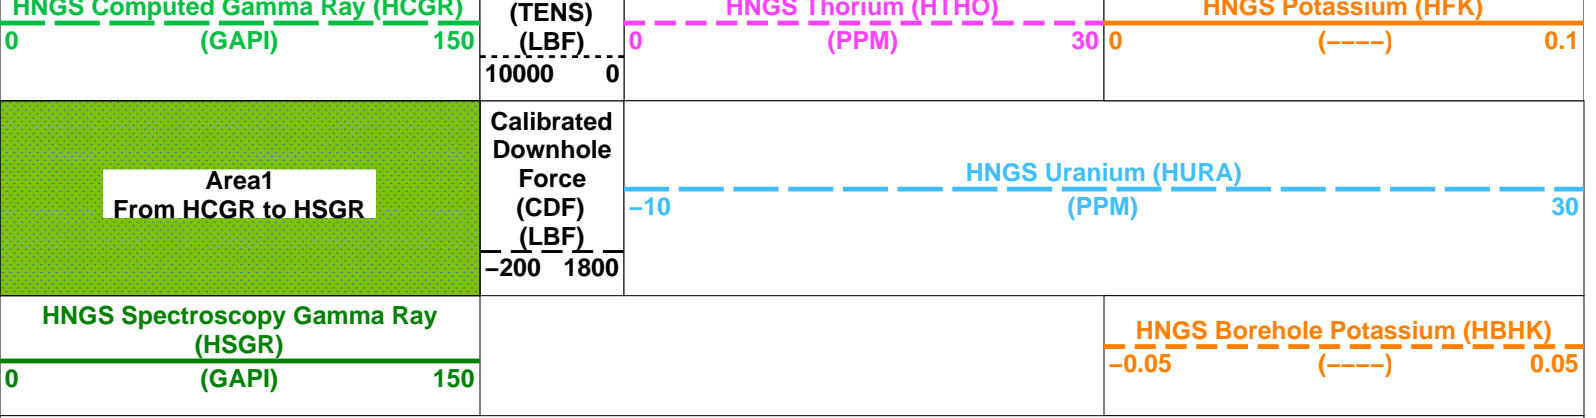 HNGS Computed Gamma Ray (HCGR)
0 (GAPI) 150
(TENS)
(LBF)
10000 0
HNGS Thorium (HTHO)
0 (PPM) 30
HNGS Potassium (HFK)
0 (−−−−) 0.1
Area1
From HCGR to HSGR
Calibrated
Downhole
Force
(CDF)
(LBF)
−200 1800
HNGS Uranium (HURA)
−10 (PPM) 30
HNGS Spectroscopy Gamma Ray
(HSGR)
0 (GAPI) 150
HNGS Borehole Potassium (HBHK)
−0.05 (−−−−) 0.05